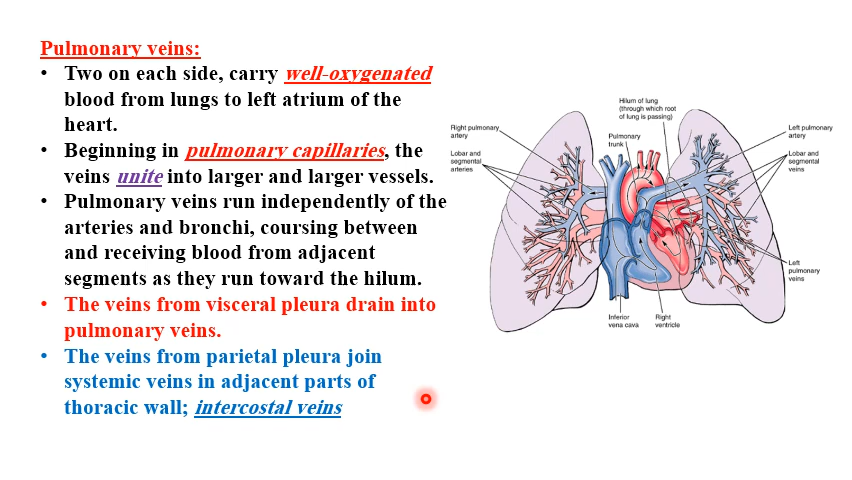 Pulmonary veins:
• Two on each side, carry well-oxygenated
blood from lungs to left atrium of the
heart.
• Beginning in pulmonary capillaries, the
veins unite into larger and larger vessels.
• Pulmonary veins run independently of the
arteries and bronchi, coursing between
and receiving blood from adjacent
segments as they run toward the hilum.
• The veins from visceral pleura drain into
pulmonary veins.
• The veins from parietal pleura join
systemic veins in adjacent parts of
thoracic wall; intercostal veins
Hilum of lung
(through which root
of lung is passing)
Right pulmonary
artery
Pulmonary
trunk
Left pulmonary
artery
Lobar and
segmental
arteries
Lobar and
segmental
veins
Left
pulmonary
veins
Inferior
vena cava
Right
ventricle